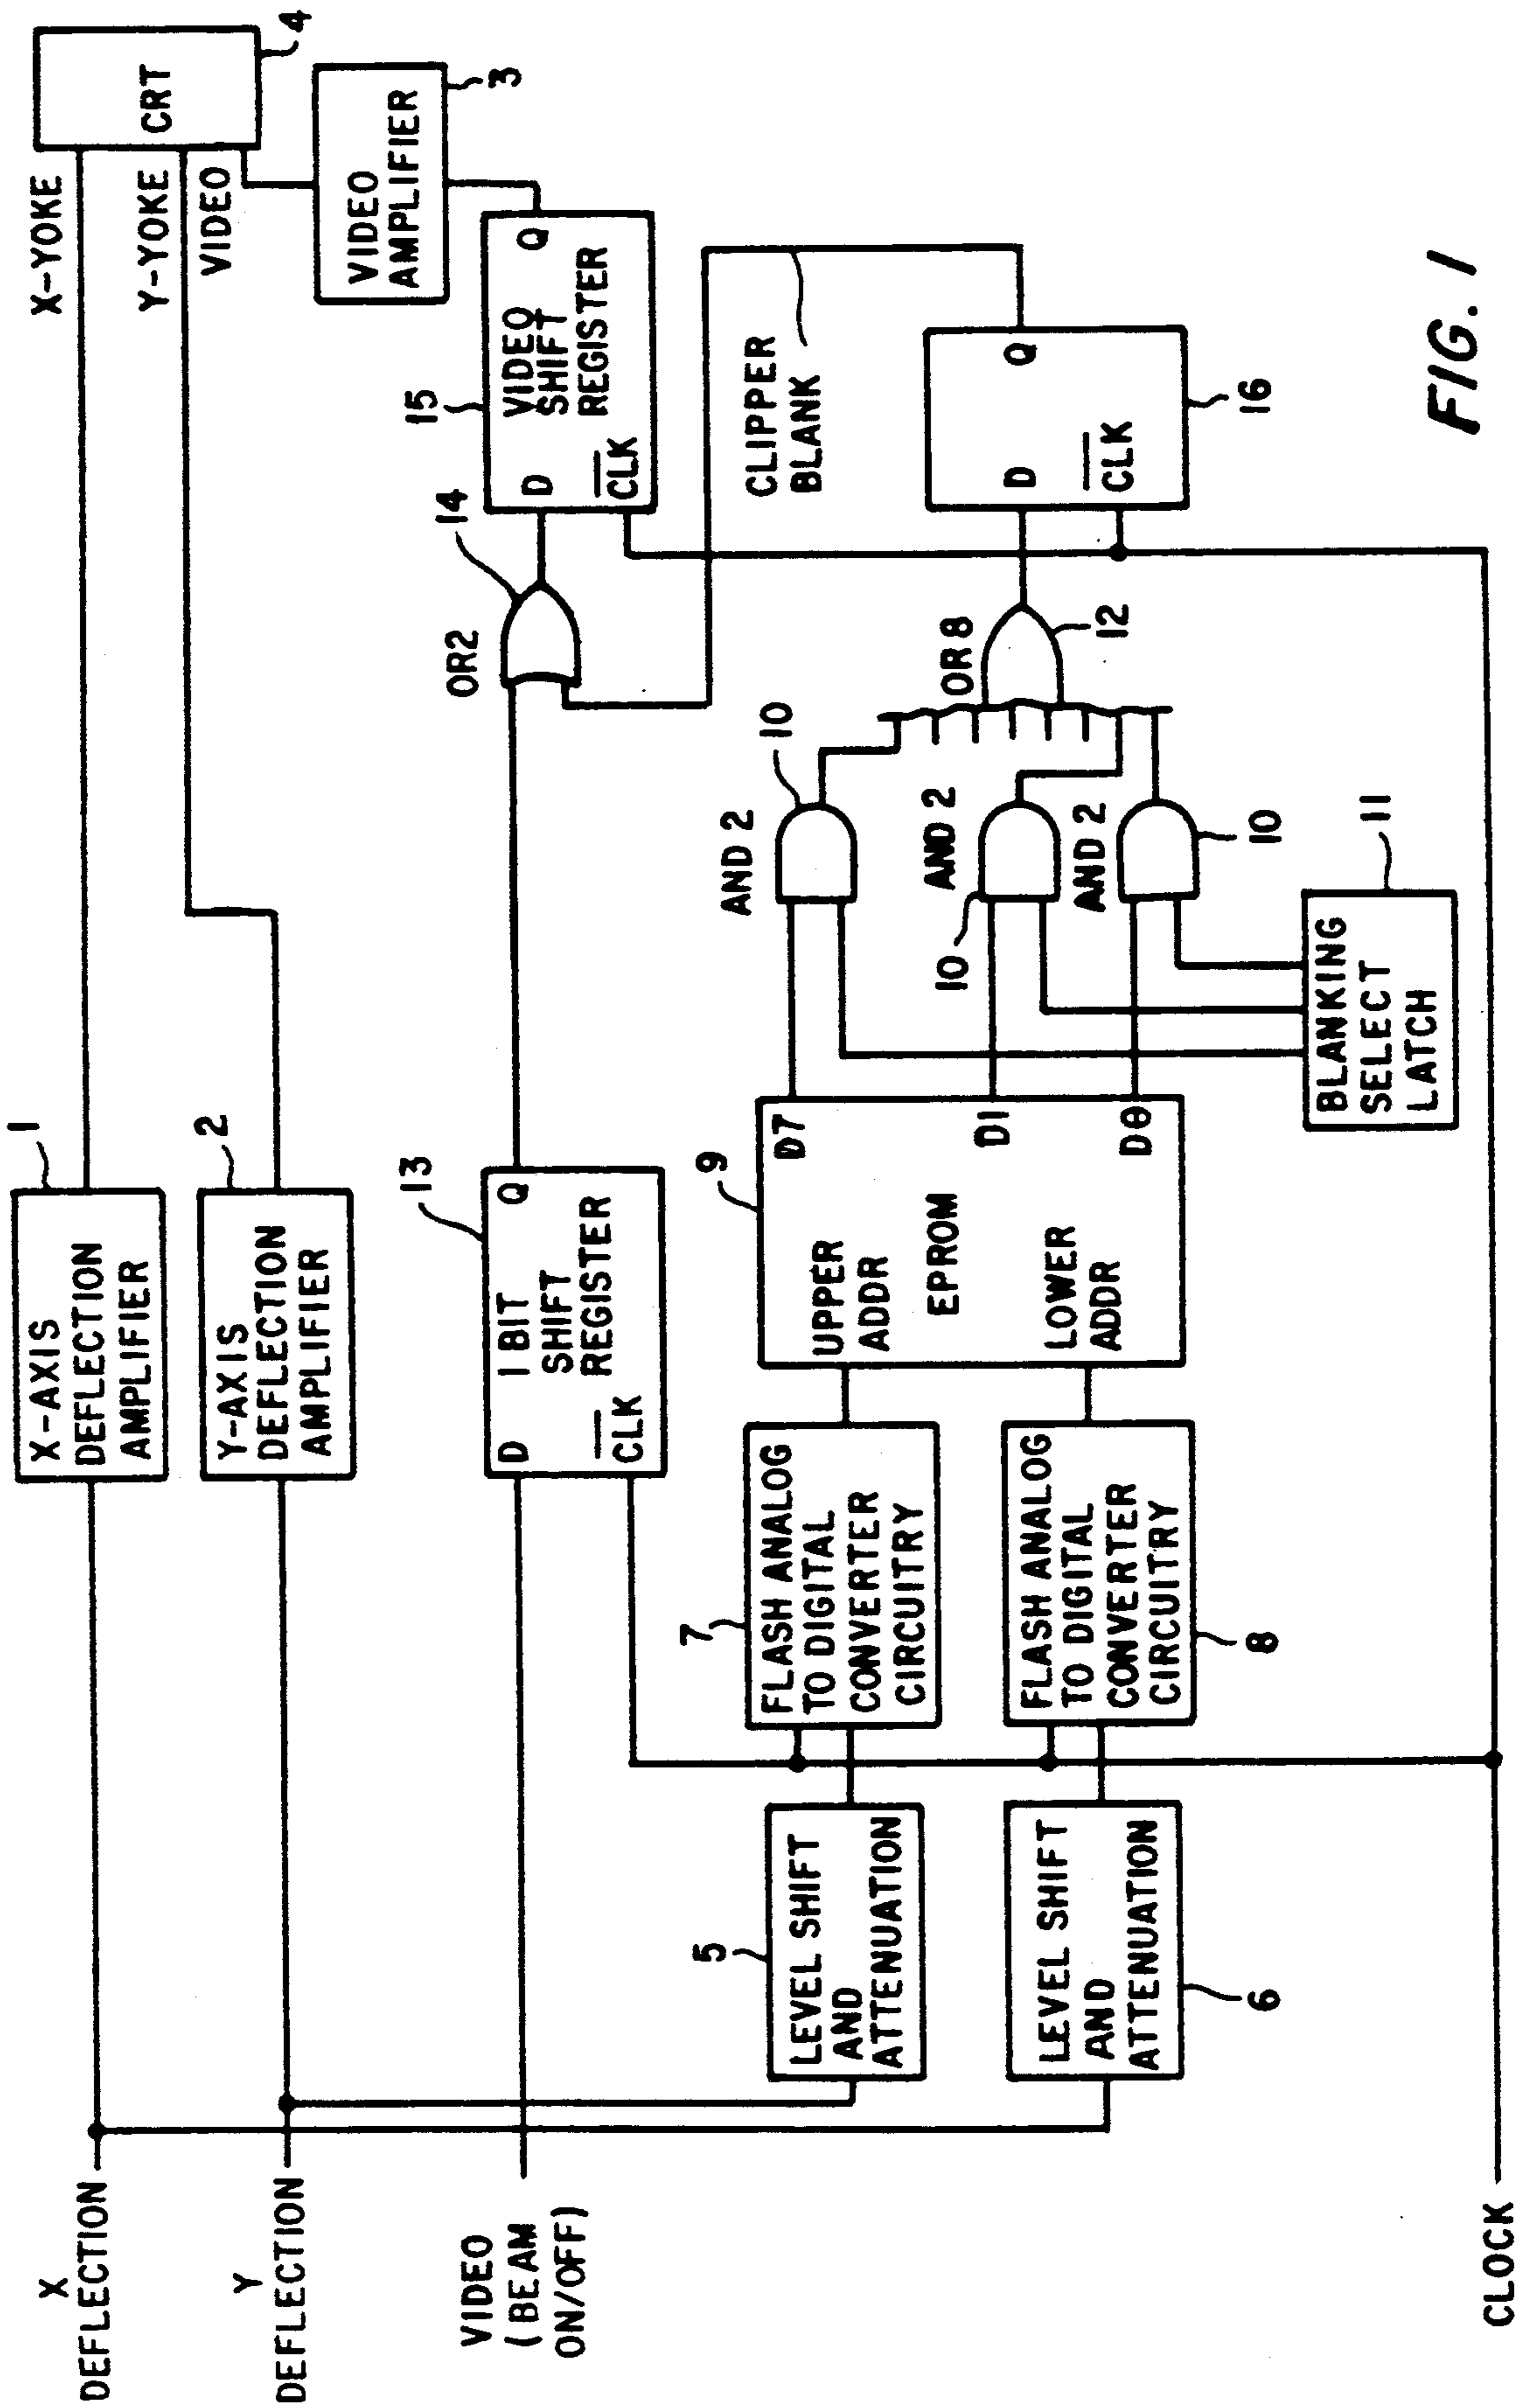 X
DEFLECTION
Y
DEFLECTION
VIDEO
(BEAM
ON/OFF)
CLOCK
1
X-AXIS
DEFLECTION
AMPLIFIER
2
Y-AXIS
DEFLECTION
AMPLIFIER
X-YOKE
Y-YOKE
VIDEO
CRT
4
VIDEO
AMPLIFIER
3
13
D
1 BIT
SHIFT
REGISTER
Q
CLK
OR2
14
15
D
VIDEO
SHIFT
REGISTER
Q
CLK
CLIPPER
BLANK
5
LEVEL SHIFT
AND
ATTENUATION
LEVEL SHIFT
AND
ATTENUATION
6
7
FLASH ANALOG
TO DIGITAL
CONVERTER
CIRCUITRY
FLASH ANALOG
TO DIGITAL
CONVERTER
CIRCUITRY
8
9
UPPER
ADDR
EPROM
LOWER
ADDR
D7
D1
D0
AND 2
10
AND 2
10
AND 2
10
BLANKING
SELECT
LATCH
11
OR 8
12
D
Q
CLK
16
FIG. 1